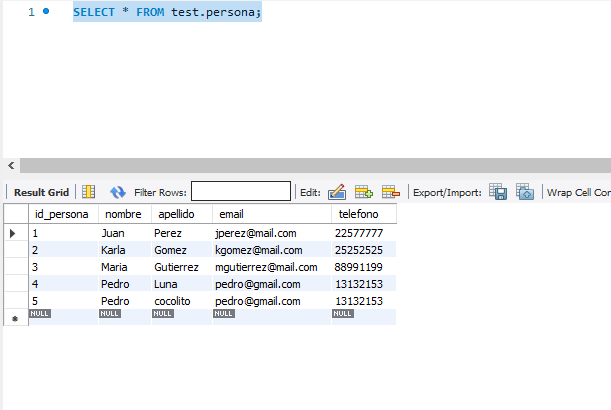 1 SELECT * FROM test.persona;
Result Grid Filter Rows: Edit: Export/Import: Wrap Cell Con
id_persona nombre apellido email telefono
1 Juan Perez jperez@mail.com 22577777
2 Karla Gomez kgomez@mail.com 25252525
3 Maria Gutierrez mgutierrez@mail.com 88991199
4 Pedro Luna pedro@gmail.com 13132153
5 Pedro cocolito pedro@gmail.com 13132153
NULL NULL NULL NULL NULL